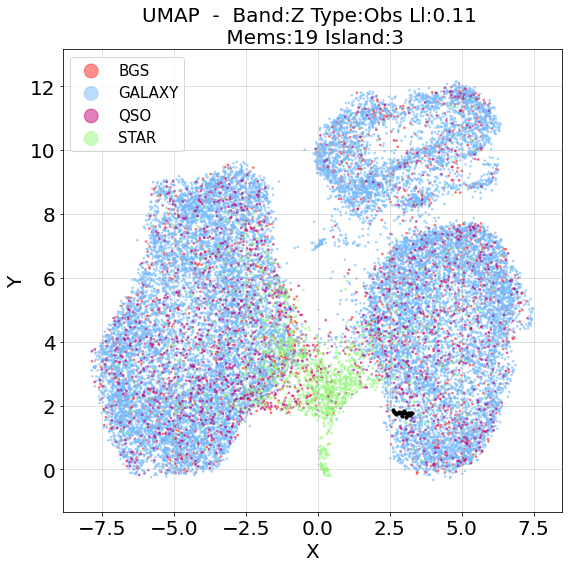 UMAP - Band:Z Type:Obs Ll:0.11
Mems:19 Island:3
BGS
GALAXY
QSO
STAR
12
10
8
6
4
2
0
Y
−7.5 −5.0 −2.5 0.0 2.5 5.0 7.5
X